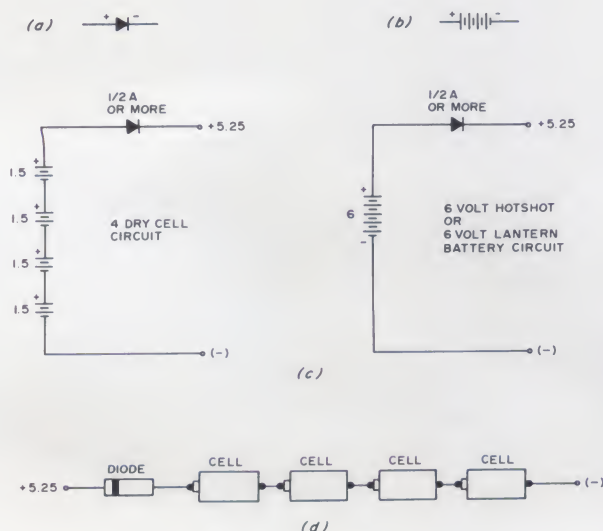 (a) + -
(b) + -
1/2 A
OR MORE
+5.25
+
1.5
+
1.5
+
1.5
+
1.5
4 DRY CELL
CIRCUIT
(-)
1/2 A
OR MORE
+5.25
+
6
-
6 VOLT HOTSHOT
OR
6 VOLT LANTERN
BATTERY CIRCUIT
(-)
(c)
+5.25
DIODE
CELL
CELL
CELL
CELL
(-)
(d)